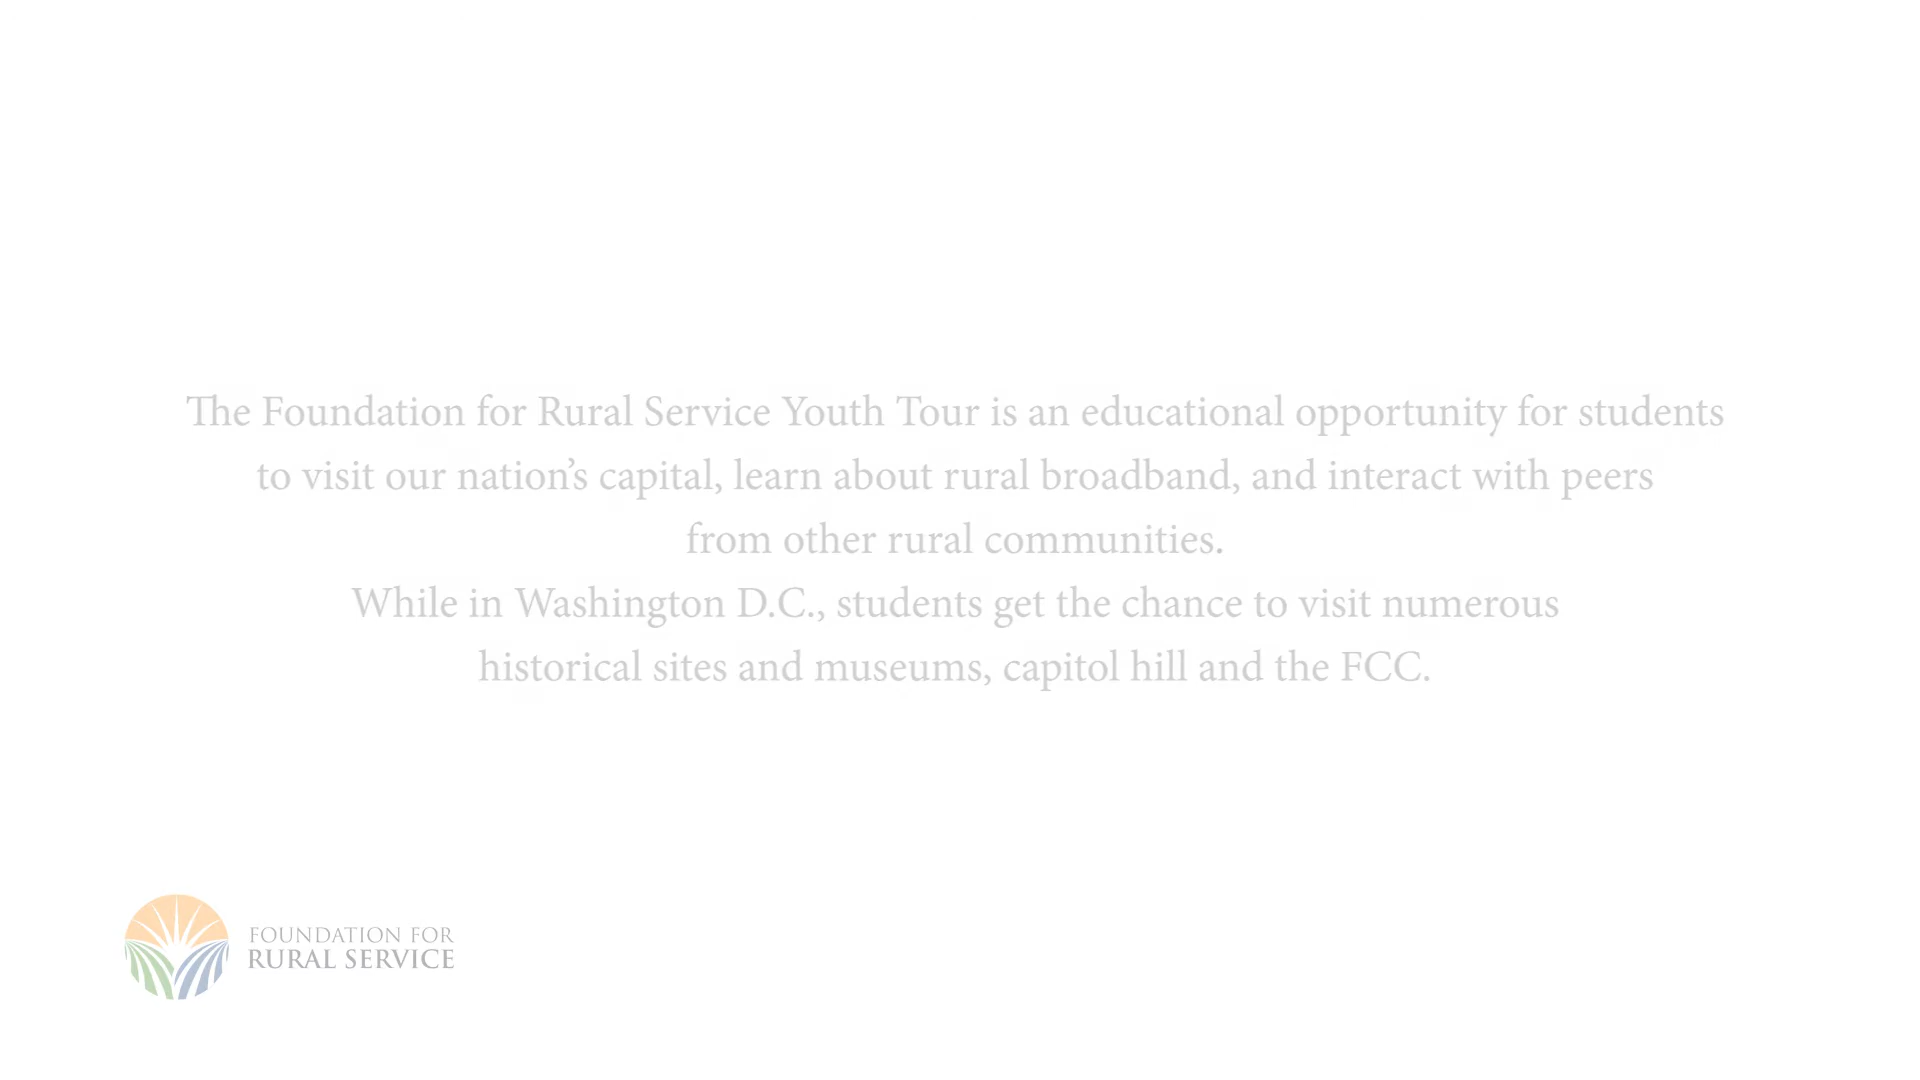 The Foundation for Rural Service Youth Tour is an educational opportunity for students
to visit our nation’s capital, learn about rural broadband, and interact with peers
from other rural communities.
While in Washington D.C., students get the chance to visit numerous
historical sites and museums, capitol hill and the FCC.
FOUNDATION FOR
RURAL SERVICE